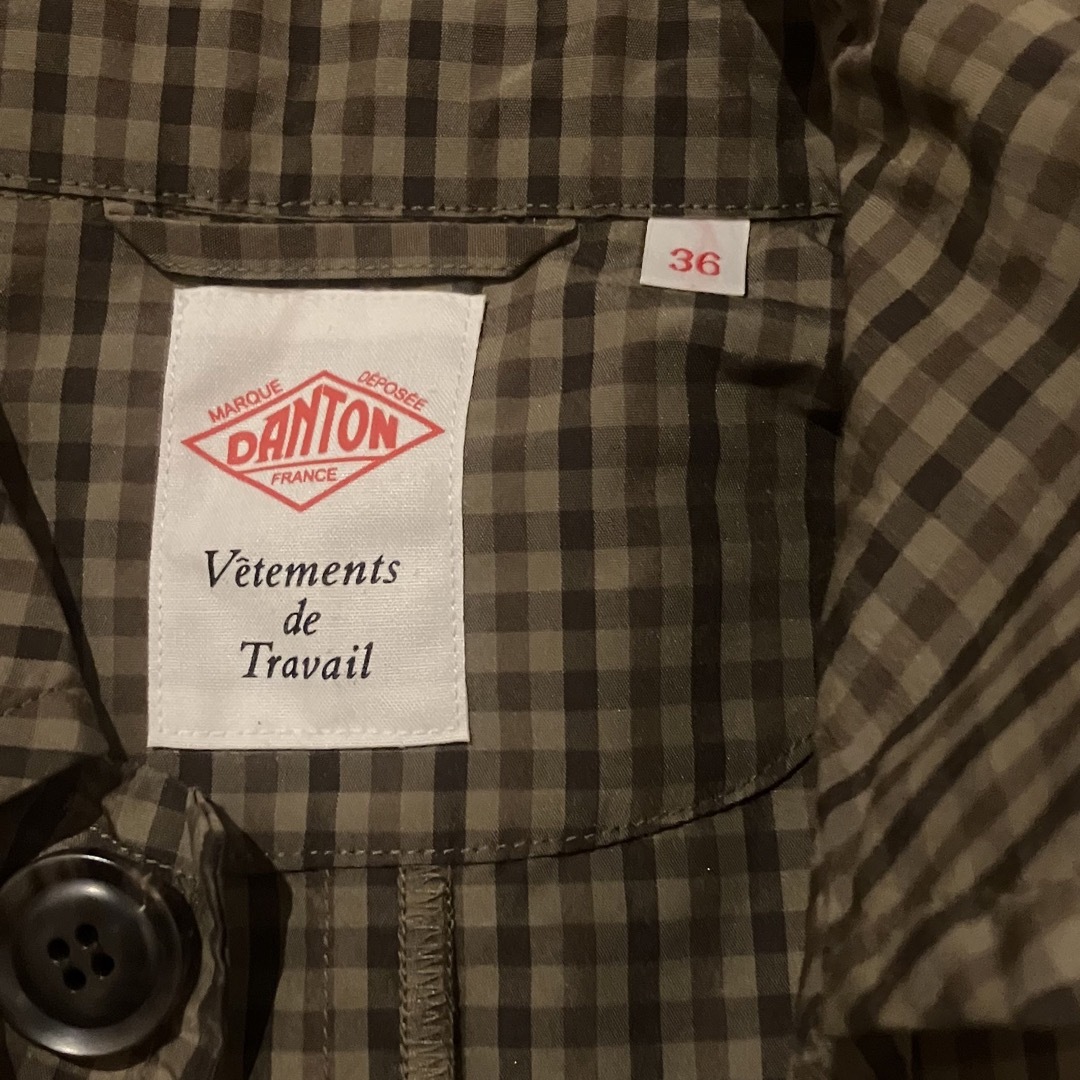 36
MARQUE DÉPOSÉE
DANTON
FRANCE
Vêtements
de
Travail